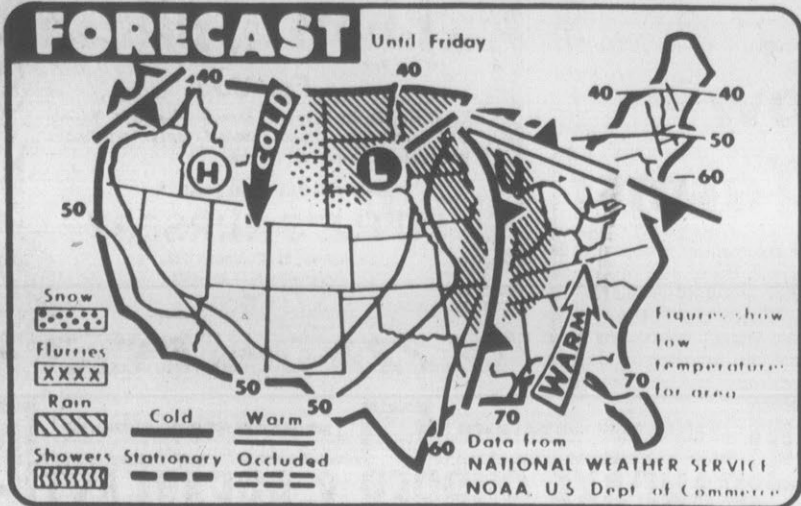 FORECAST
Until Friday
40
40
COLD
40 40
50
60
H
L
50
Snow
Flurries
XXXX
Rain
Showers
Cold
Warm
Stationary
Occluded
50
50
60
70
WARM
70
Figures show
low
temperature
for area
Data from
NATIONAL WEATHER SERVICE
NOAA, U.S. Dept. of Commerce